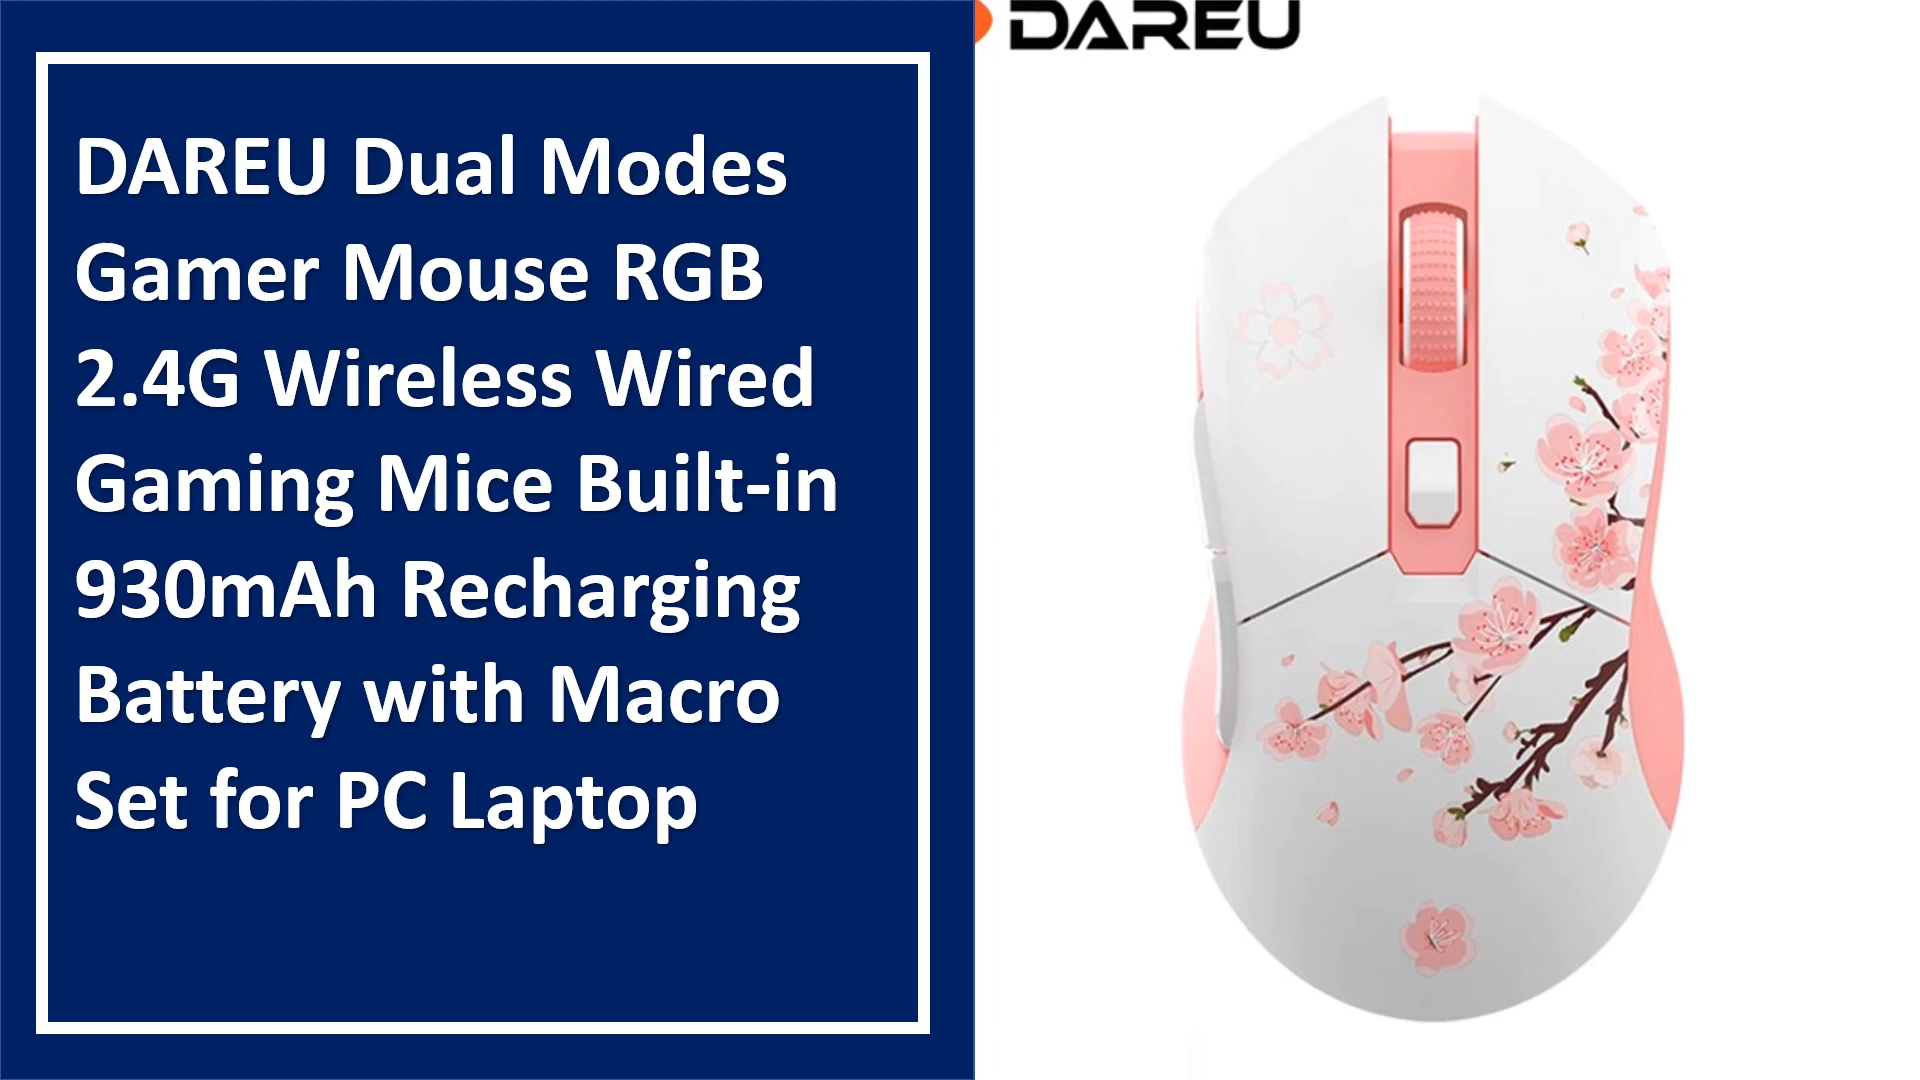 DAREU
DAREU Dual Modes
Gamer Mouse RGB
2.4G Wireless Wired
Gaming Mice Built-in
930mAh Recharging
Battery with Macro
Set for PC Laptop